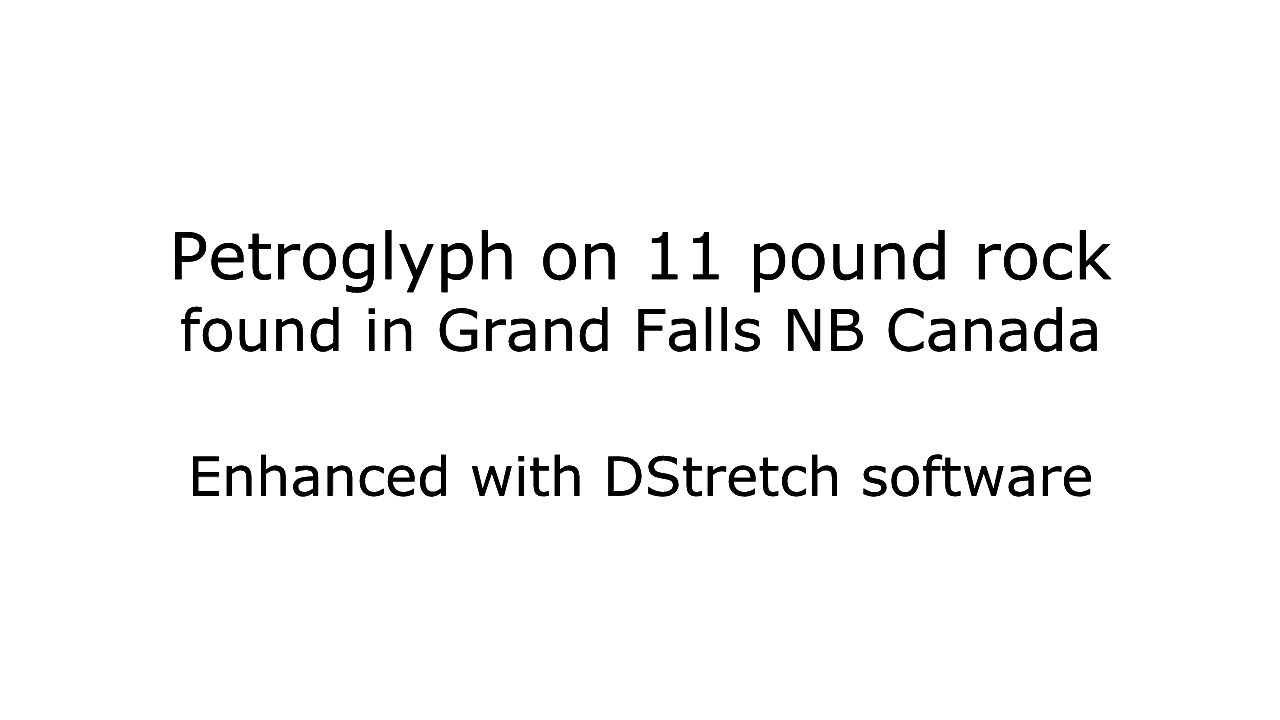 Petroglyph on 11 pound rock
found in Grand Falls NB Canada
Enhanced with DStretch software